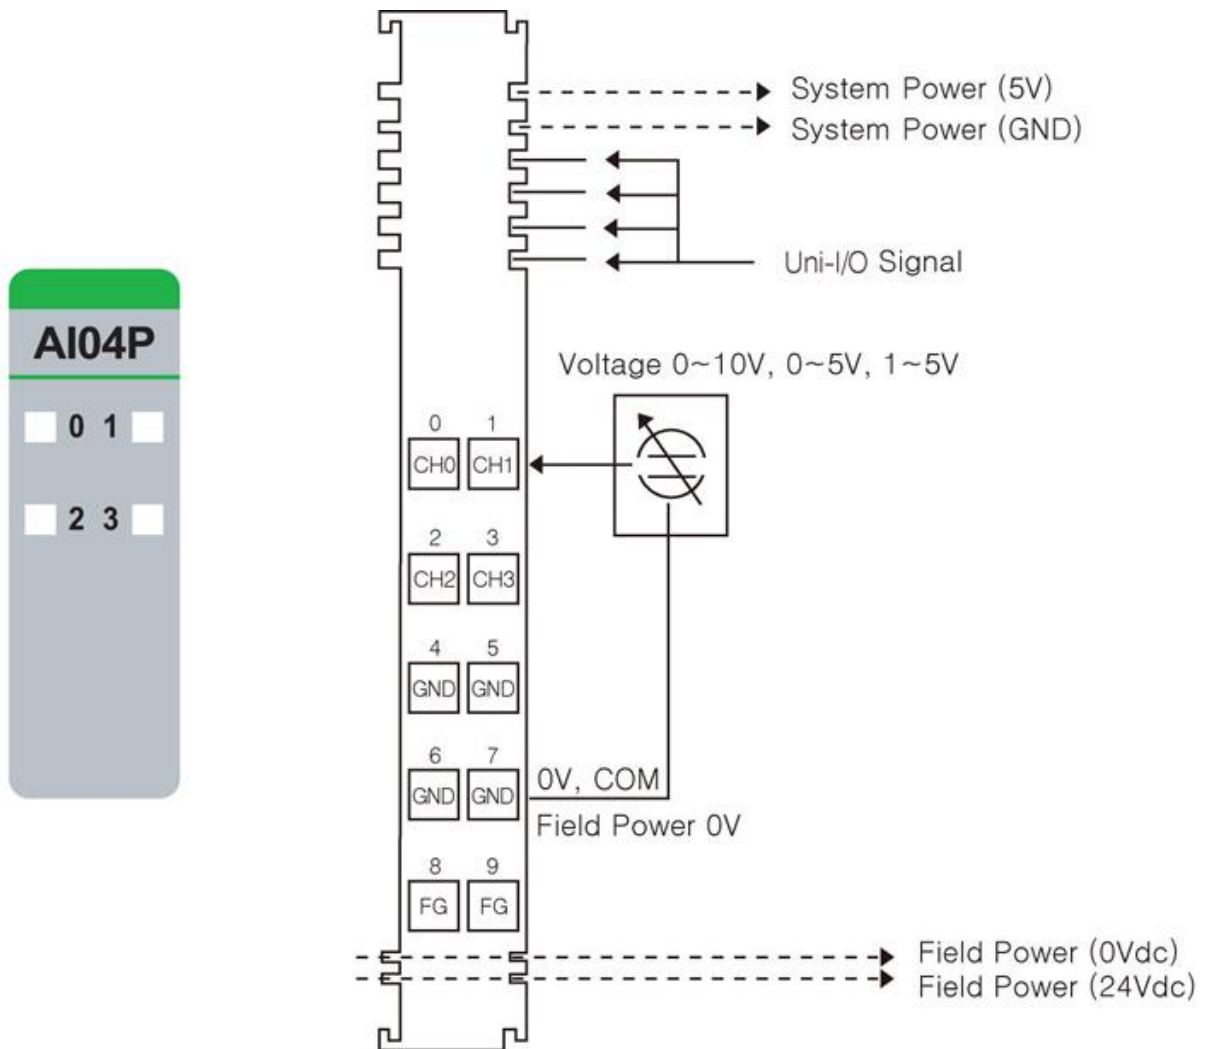 System Power (5V)
System Power (GND)
Uni-I/O Signal
AI04P
0 1
2 3
Voltage 0~10V, 0~5V, 1~5V
0 1
CH0 CH1
2 3
CH2 CH3
4 5
GND GND
6 7
GND GND
0V, COM
Field Power 0V
8 9
FG FG
Field Power (0Vdc)
Field Power (24Vdc)